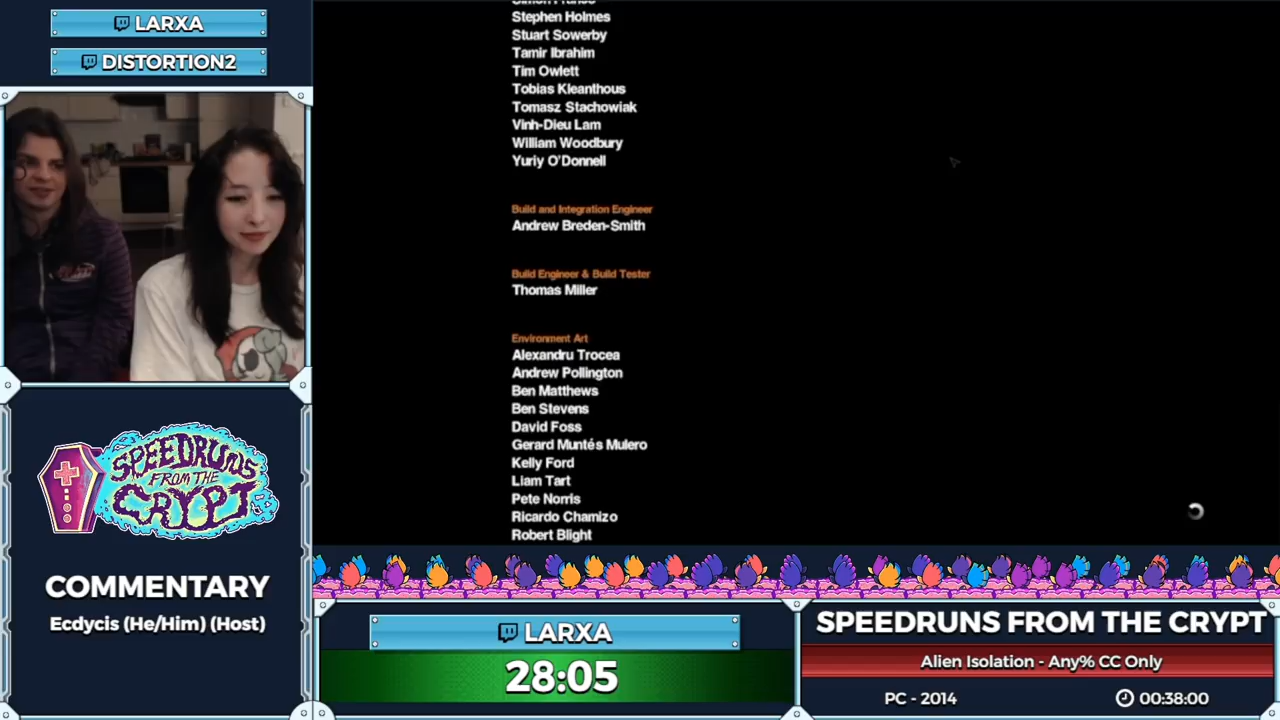 LARXA
DISTORTION2
Stephen Holmes
Stuart Sowerby
Tamir Ibrahim
Tim Owlett
Tobias Kleanthous
Tomasz Stachowiak
Vinh-Dieu Lam
William Woodbury
Yuriy O'Donnell
Build and Integration Engineer
Andrew Breden-Smith
Build Engineer & Build Tester
Thomas Miller
Environment Art
Alexandru Trocea
Andrew Pollington
Ben Matthews
Ben Stevens
David Foss
Gerard Muntés Mulero
Kelly Ford
Liam Tart
Pete Norris
Ricardo Chamizo
Robert Blight
SPEEDRUNS
FROM THE
CRYPT
COMMENTARY
Ecdycis (He/Him) (Host)
LARXA
28:05
SPEEDRUNS FROM THE CRYPT
Alien Isolation - Any% CC Only
PC - 2014
00:38:00